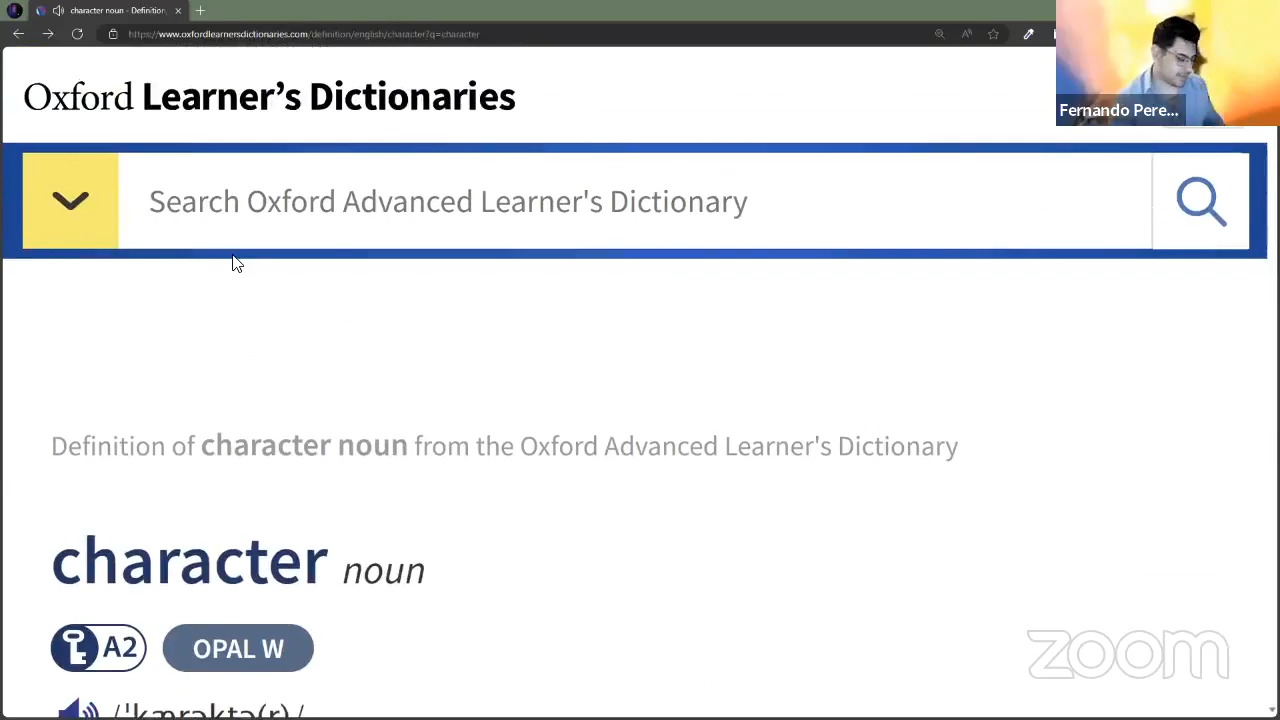 character noun - Definition
https://www.oxfordlearnersdictionaries.com/definition/english/character?q=character
Fernando Pere...
Oxford Learner's Dictionaries
Search Oxford Advanced Learner's Dictionary
Definition of character noun from the Oxford Advanced Learner's Dictionary
character noun
A2 OPAL W
/ˈkærəktə(r)/
zoom